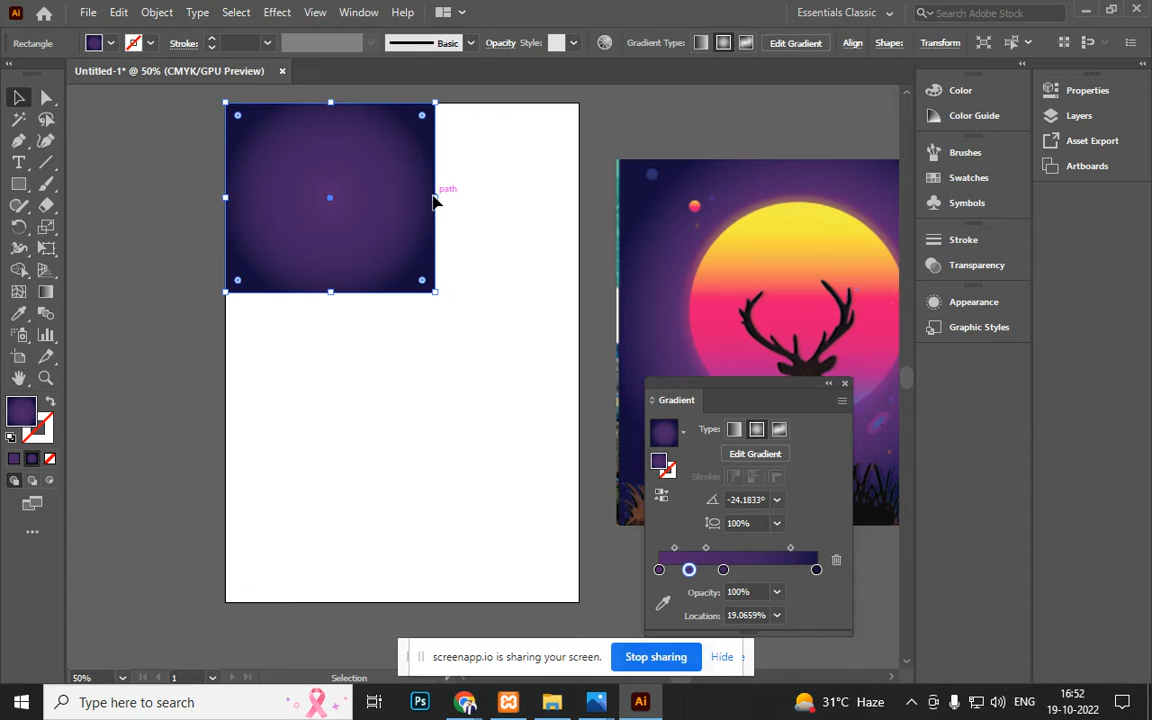 Ai File Edit Object Type Select Effect View Window Help Essentials Classic Search Adobe Stock
Rectangle Stroke: Basic Opacity Style: Gradient Type: Edit Gradient Align Shape: Transform
Untitled-1* @ 50% (CMYK/GPU Preview) ×
Color
Color Guide
Brushes
Swatches
Symbols
Stroke
Transparency
Appearance
Graphic Styles
Properties
Layers
Asset Export
Artboards
path
Gradient
Type:
Edit Gradient
Stroke:
-24.1833°
100%
Opacity: 100%
Location: 19.0659%
screenapp.io is sharing your screen. Stop sharing Hide
50% 1 Selection
Type here to search Ps Ai 31°C Haze ENG 16:52
19-10-2022